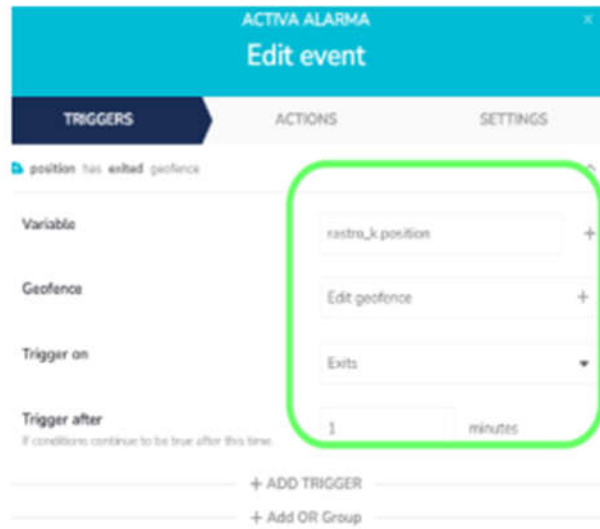 ACTIVA ALARMA
Edit event
TRIGGERS ACTIONS SETTINGS
position has exited geofence
Variable rastro_k.position +
Geofence Edit geofence +
Trigger on Exits
Trigger after 1 minutes
If conditions continue to be true after this time.
+ ADD TRIGGER
+ Add OR Group